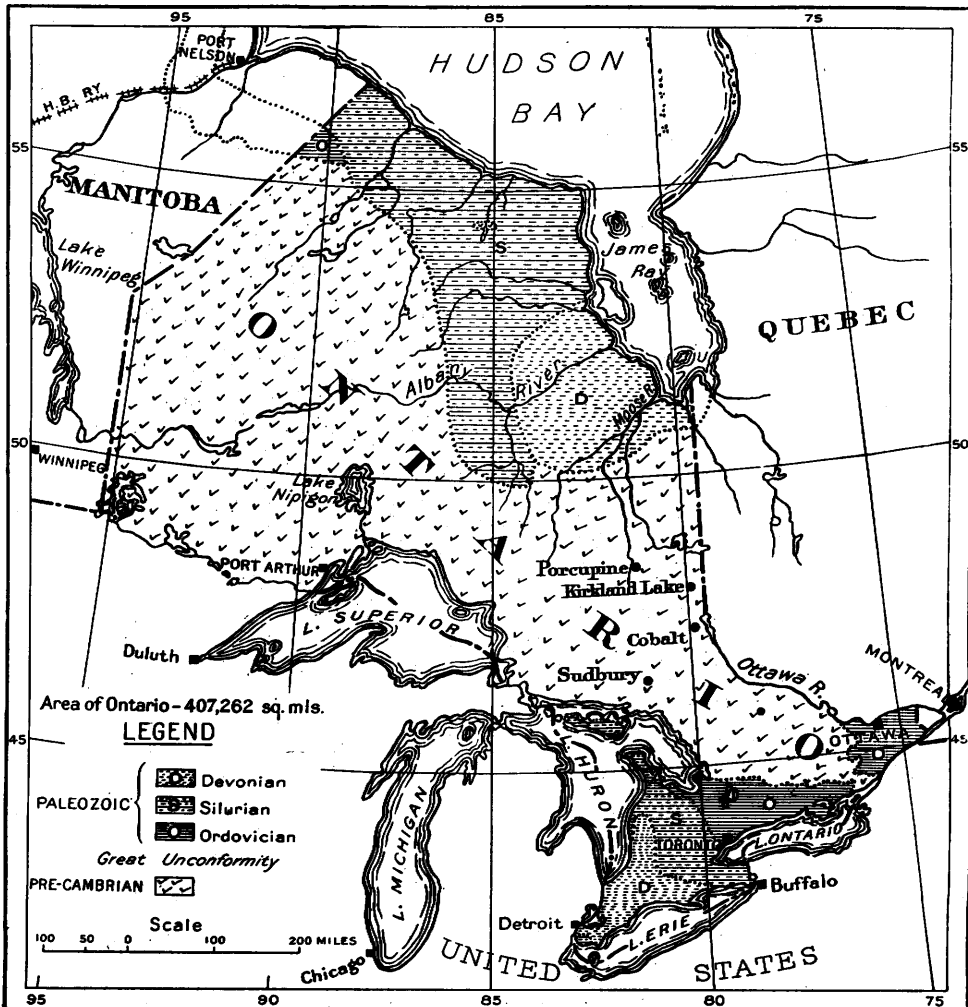 95
85
75
PORT
NELSON
HUDSON
BAY
H.B. RY
55
55
O
MANITOBA
Lake
Winnipeg
S
James
Bay
QUEBEC
O
N
T
A
R
I
O
Albany River
D
Moose R.
50
50
WINNIPEG
Lake
Nipigon
PORT ARTHUR
Porcupine
Kirkland Lake
L. SUPERIOR
Cobalt
Duluth
Sudbury
Ottawa R.
MONTREAL
Area of Ontario - 407,262 sq. mls.
45
45
OTTAWA
O
LEGEND
PALEOZOIC
D Devonian
S Silurian
O Ordovician
Great Unconformity
PRE-CAMBRIAN
L. MICHIGAN
L. HURON
S
O
TORONTO
L. ONTARIO
D
Buffalo
Detroit
L. ERIE
Scale
100 50 0 100 200 MILES
Chicago
UNITED STATES
95
90
85
80
75